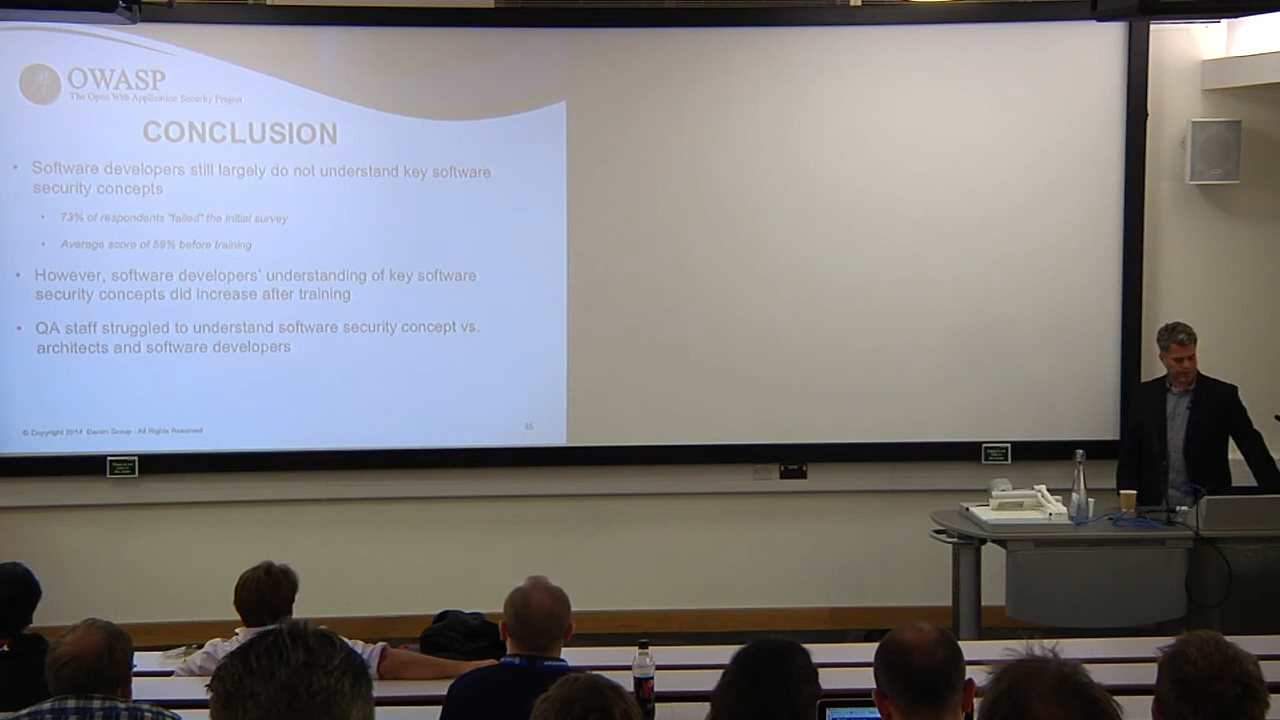 OWASP
The Open Web Application Security Project
CONCLUSION
• Software developers still largely do not understand key software
security concepts
• 73% of respondents "failed" the initial survey
• Average score of 59% before training
• However, software developers' understanding of key software
security concepts did increase after training
• QA staff struggled to understand software security concept vs.
architects and software developers
© Copyright 2014 Denim Group - All Rights Reserved